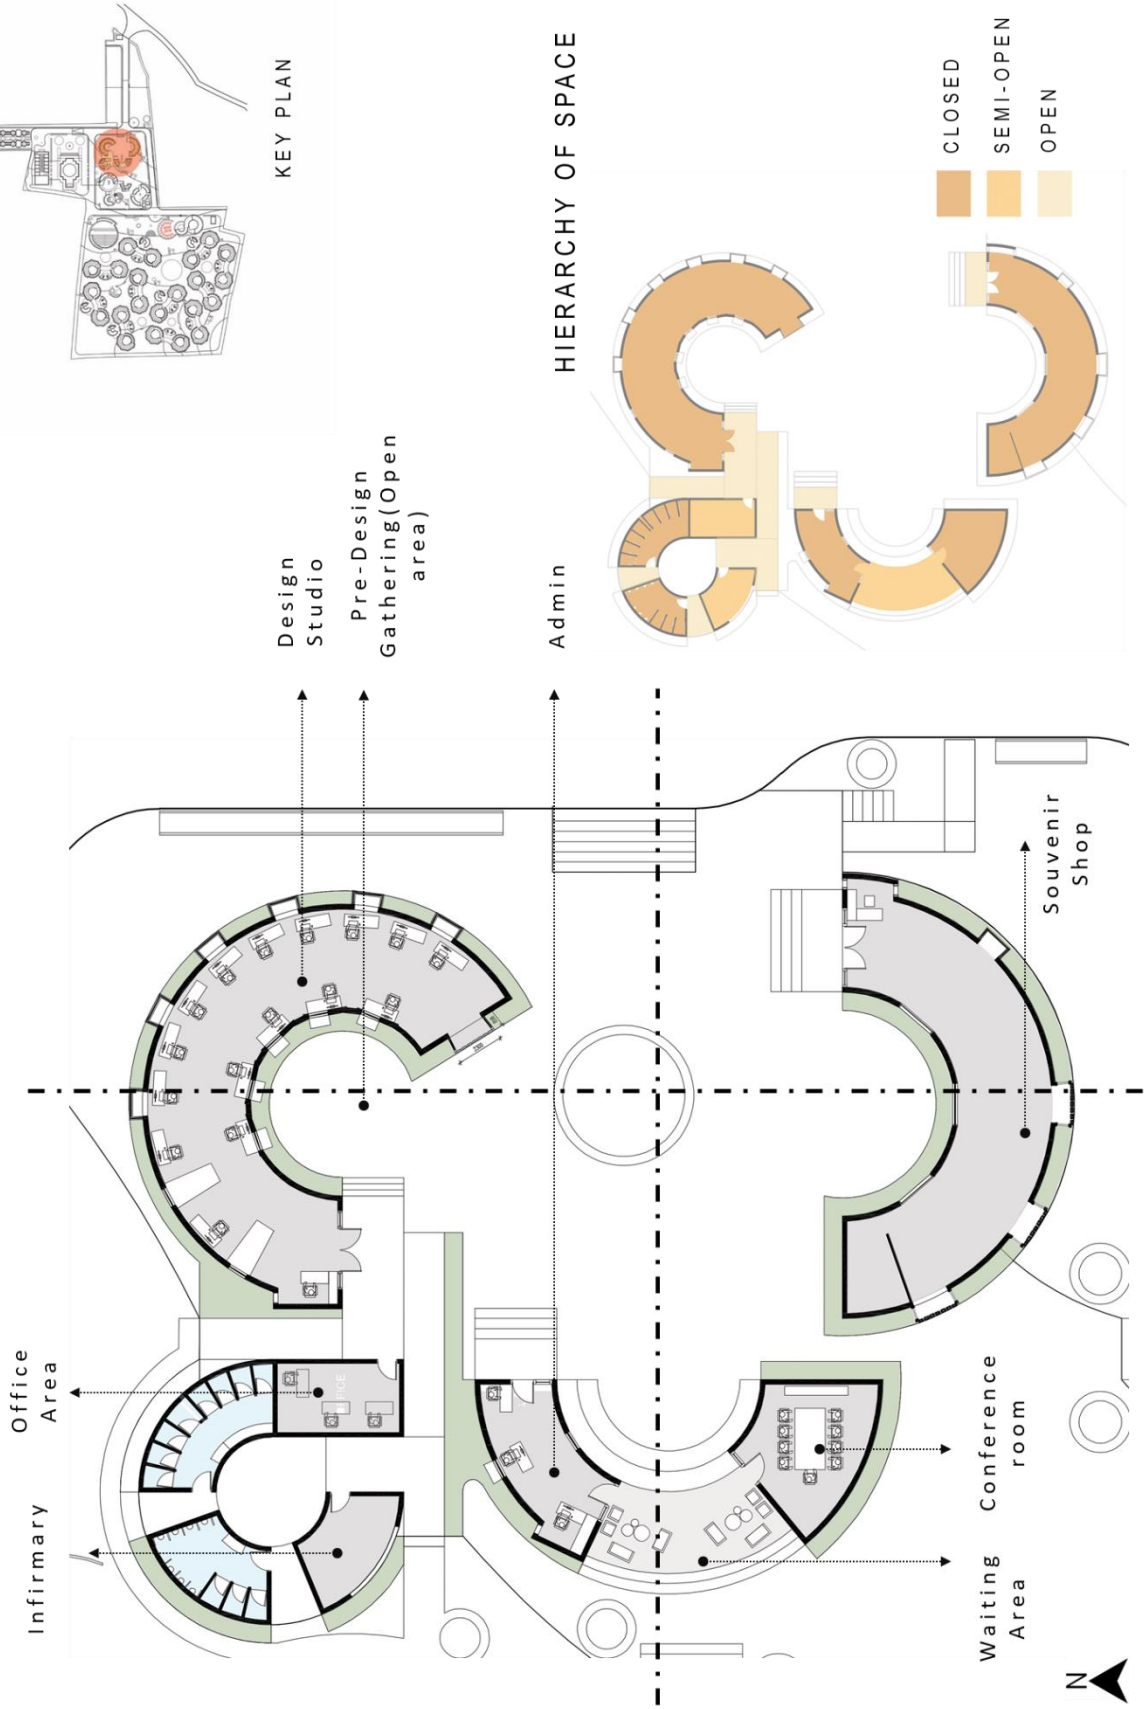 Infirmary
Office
Area
Design
Studio
Pre-Design
Gathering(Open
area)
Admin
Waiting
Area
Conference
room
Souvenir
Shop
N
KEY PLAN
HIERARCHY OF SPACE
CLOSED
SEMI-OPEN
OPEN